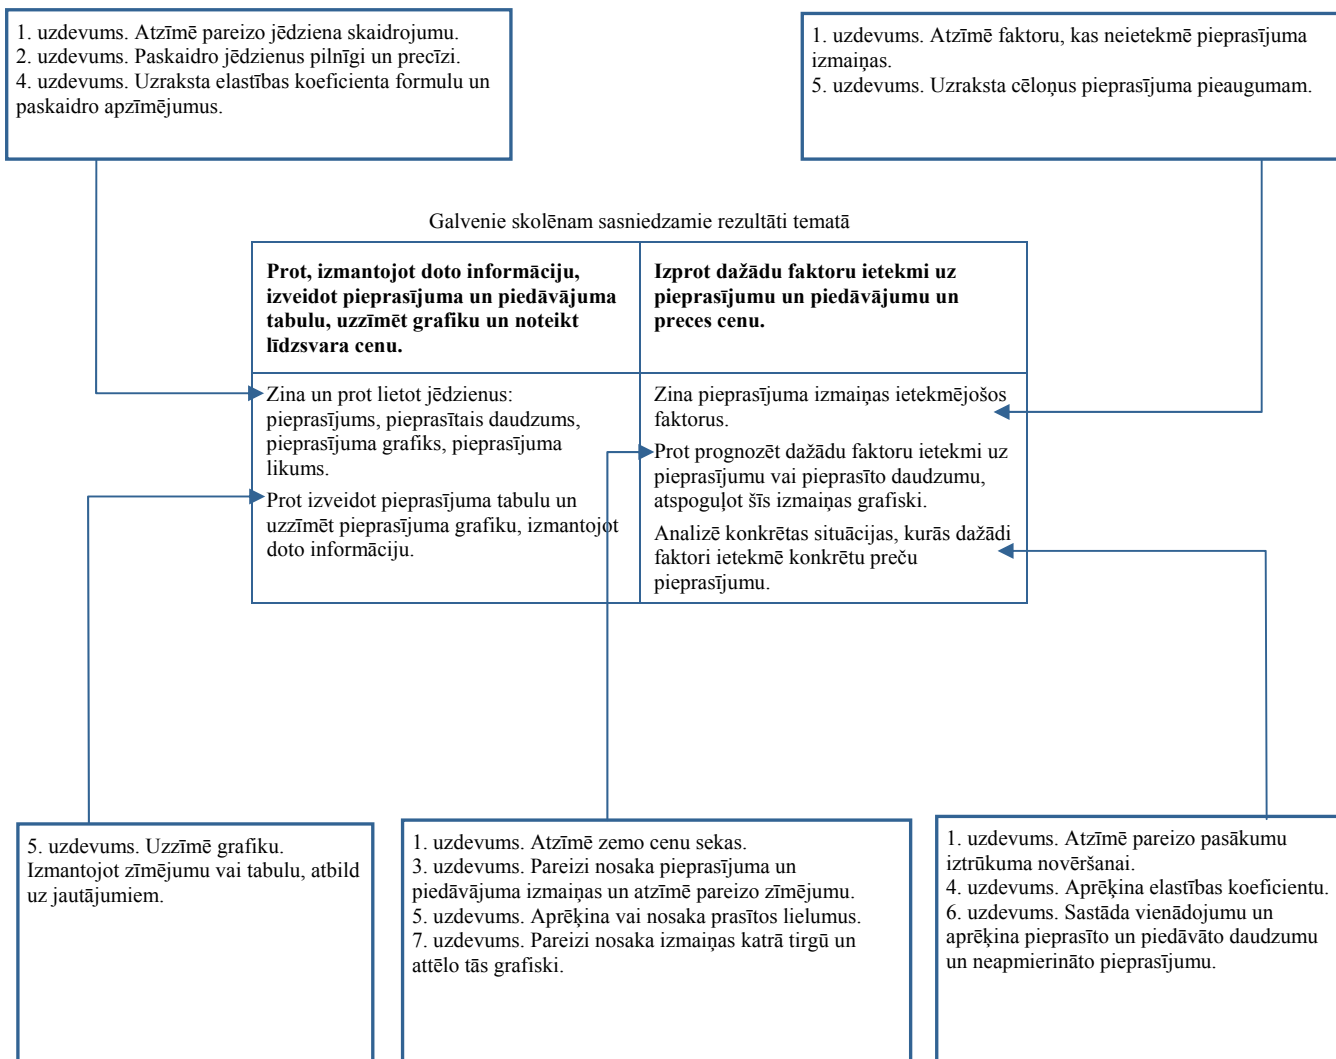 1. uzdevums. Atzīmē pareizo jēdziena skaidrojumu.
2. uzdevums. Paskaidro jēdzienus pilnīgi un precīzi.
4. uzdevums. Uzraksta elastības koeficienta formulu un
paskaidro apzīmējumus.
1. uzdevums. Atzīmē faktoru, kas neietekmē pieprasījuma
izmaiņas.
5. uzdevums. Uzraksta cēloņus pieprasījuma pieaugumam.
Galvenie skolēnam sasniedzamie rezultāti tematā
Prot, izmantojot doto informāciju,
izveidot pieprasījuma un piedāvājuma
tabulu, uzzīmēt grafiku un noteikt
līdzsvara cenu.
Izprot dažādu faktoru ietekmi uz
pieprasījumu un piedāvājumu un
preces cenu.
Zina un prot lietot jēdzienus:
pieprasījums, pieprasītais daudzums,
pieprasījuma grafiks, pieprasījuma
likums.
Prot izveidot pieprasījuma tabulu un
uzzīmēt pieprasījuma grafiku, izmantojot
doto informāciju.
Zina pieprasījuma izmaiņas ietekmējošos
faktorus.
Prot prognozēt dažādu faktoru ietekmi uz
pieprasījumu vai pieprasīto daudzumu,
atspoguļot šīs izmaiņas grafiski.
Analizē konkrētas situācijas, kurās dažādi
faktori ietekmē konkrētu preču
pieprasījumu.
5. uzdevums. Uzzīmē grafiku.
Izmantojot zīmējumu vai tabulu, atbild
uz jautājumiem.
1. uzdevums. Atzīmē zemo cenu sekas.
3. uzdevums. Pareizi nosaka pieprasījuma un
piedāvājuma izmaiņas un atzīmē pareizo zīmējumu.
5. uzdevums. Aprēķina vai nosaka prasītos lielumus.
7. uzdevums. Pareizi nosaka izmaiņas katrā tirgū un
attēlo tās grafiski.
1. uzdevums. Atzīmē pareizo pasākumu
iztrūkuma novēršanai.
4. uzdevums. Aprēķina elastības koeficientu.
6. uzdevums. Sastāda vienādojumu un
aprēķina pieprasīto un piedāvāto daudzumu
un neapmierināto pieprasījumu.